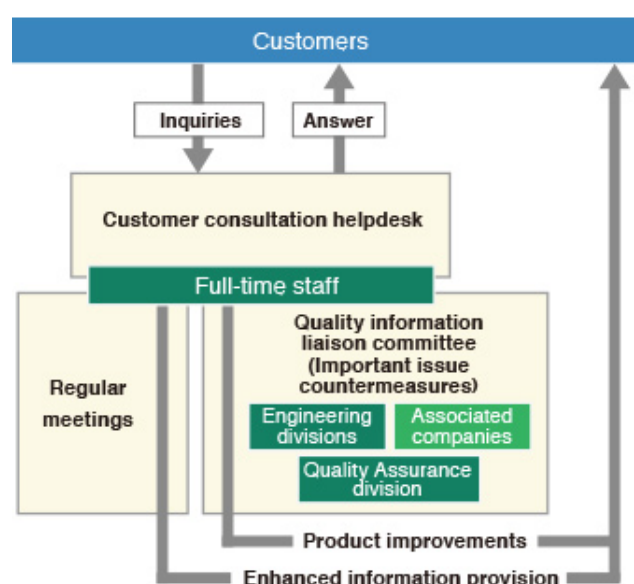 Customers
Inquiries
Answer
Customer consultation helpdesk
Full-time staff
Regular
meetings
Quality information
liaison committee
(Important issue
countermeasures)
Engineering
divisions
Associated
companies
Quality Assurance
division
Product improvements
Enhanced information provision